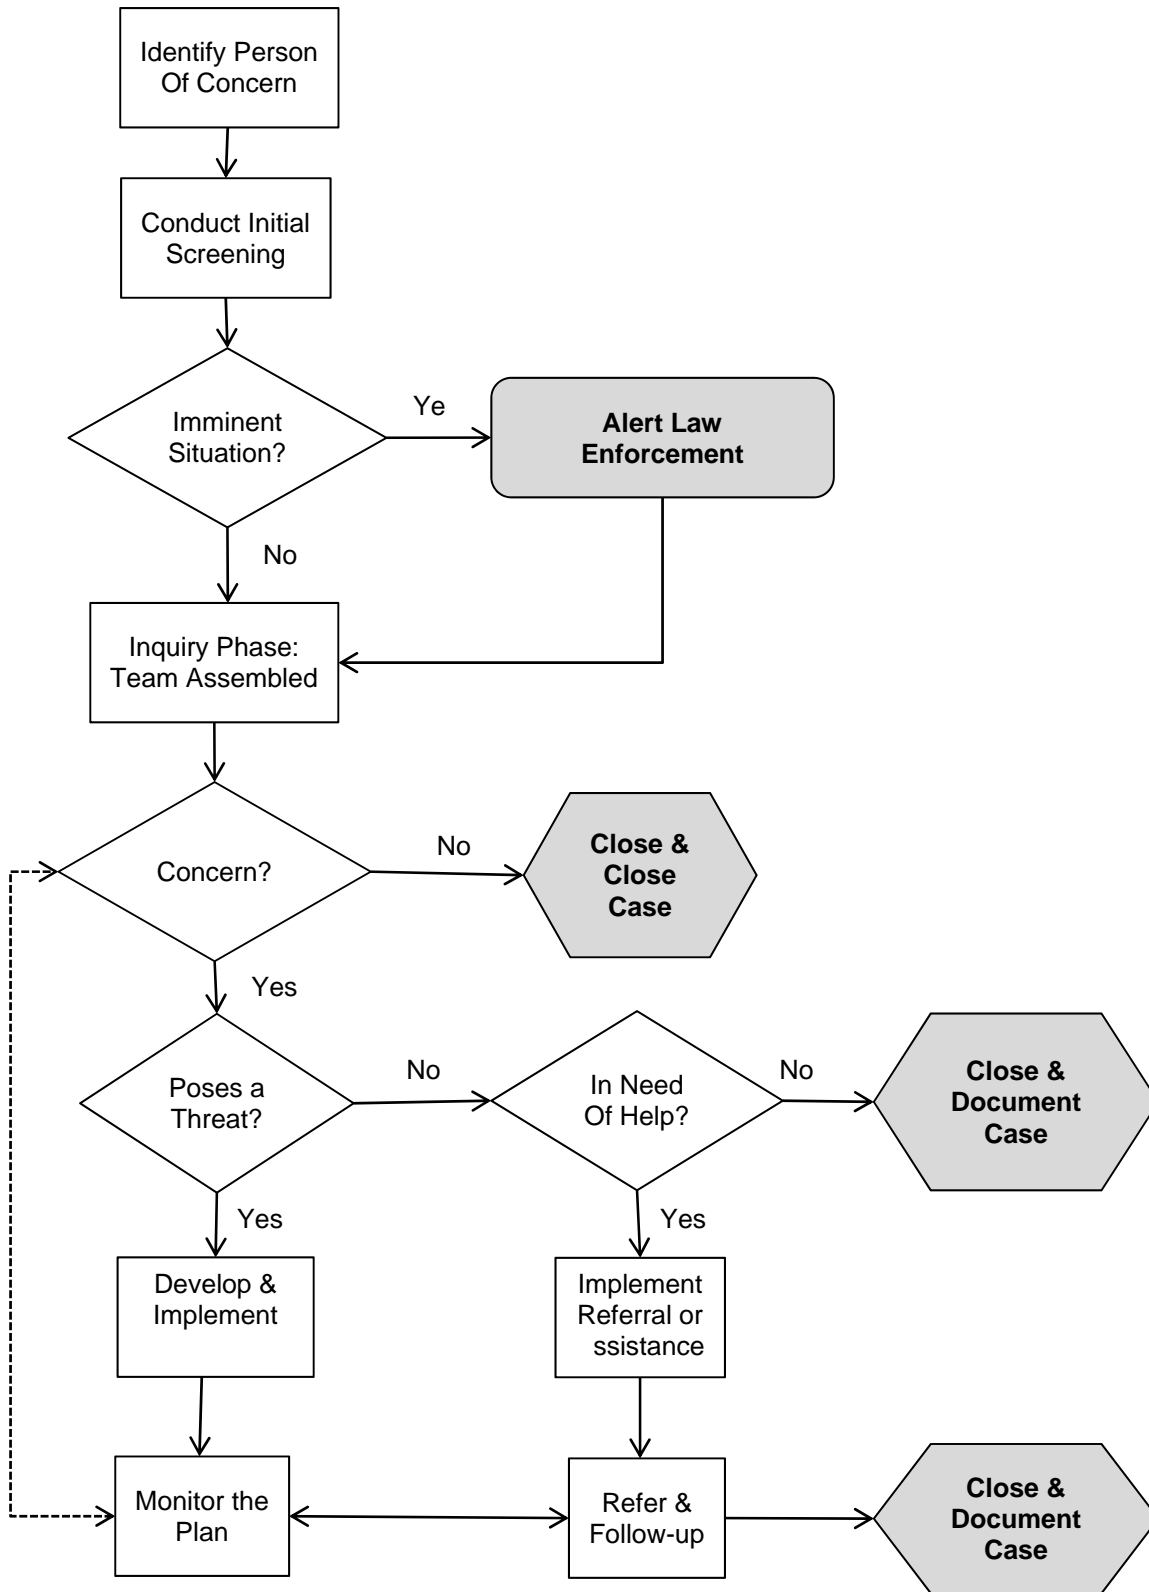 Identify Person
Of Concern
Conduct Initial
Screening
Imminent
Situation?
Ye
Alert Law
Enforcement
No
Inquiry Phase:
Team Assembled
Concern?
No
Close &
Close
Case
Yes
Poses a
Threat?
No
In Need
Of Help?
No
Close &
Document
Case
Yes
Yes
Develop &
Implement
Implement
Referral or
ssistance
Monitor the
Plan
Refer &
Follow-up
Close &
Document
Case